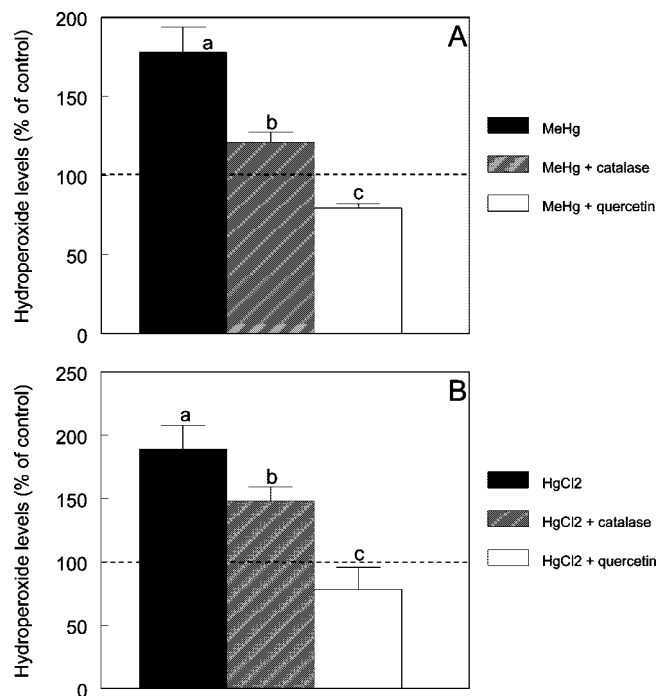 Hydroperoxide levels (% of control)
200
150
100
50
0
A
a
b
c
MeHg
MeHg + catalase
MeHg + quercetin
Hydroperoxide levels (% of control)
250
200
150
100
50
0
B
a
b
c
HgCl2
HgCl2 + catalase
HgCl2 + quercetin